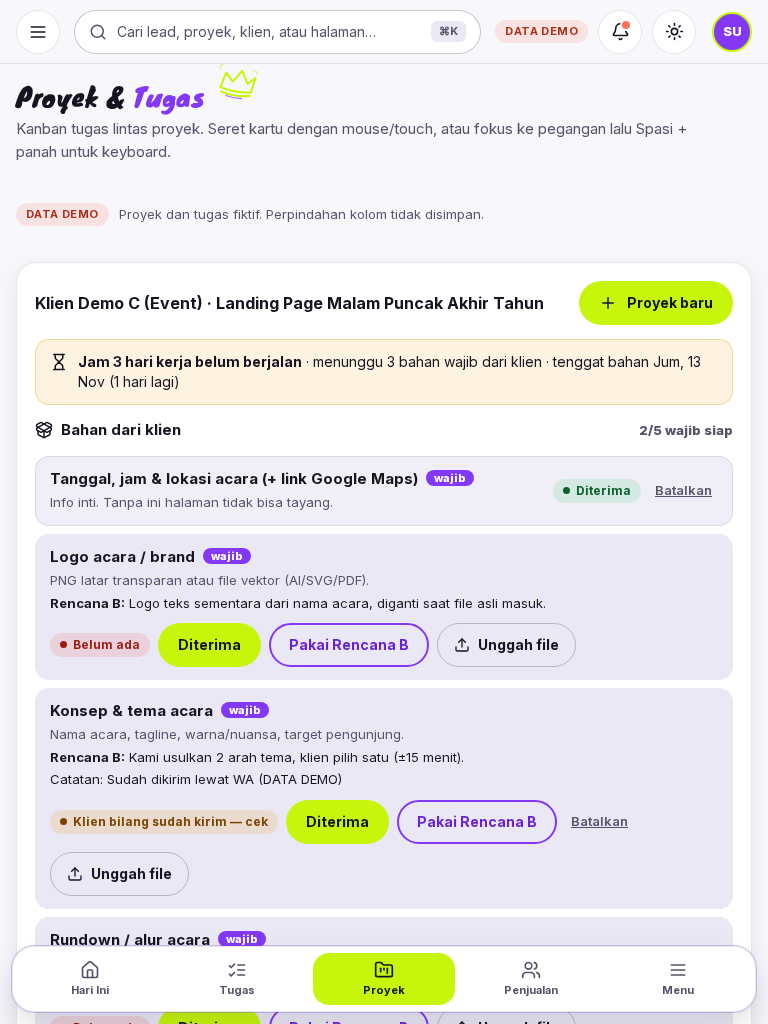 Cari lead, proyek, klien, atau halaman…
⌘K
DATA DEMO
SU
Proyek & Tugas
Kanban tugas lintas proyek. Seret kartu dengan mouse/touch, atau fokus ke pegangan lalu Spasi +
panah untuk keyboard.
DATA DEMO
Proyek dan tugas fiktif. Perpindahan kolom tidak disimpan.
Klien Demo C (Event) · Landing Page Malam Puncak Akhir Tahun
Proyek baru
Jam 3 hari kerja belum berjalan · menunggu 3 bahan wajib dari klien · tenggat bahan Jum, 13
Nov (1 hari lagi)
Bahan dari klien
2/5 wajib siap
Tanggal, jam & lokasi acara (+ link Google Maps) wajib
Info inti. Tanpa ini halaman tidak bisa tayang.
Diterima
Batalkan
Logo acara / brand wajib
PNG latar transparan atau file vektor (AI/SVG/PDF).
Rencana B: Logo teks sementara dari nama acara, diganti saat file asli masuk.
Belum ada
Diterima
Pakai Rencana B
Unggah file
Konsep & tema acara wajib
Nama acara, tagline, warna/nuansa, target pengunjung.
Rencana B: Kami usulkan 2 arah tema, klien pilih satu (±15 menit).
Catatan: Sudah dikirim lewat WA (DATA DEMO)
Klien bilang sudah kirim — cek
Diterima
Pakai Rencana B
Batalkan
Unggah file
Rundown / alur acara wajib
Hari Ini
Tugas
Proyek
Penjualan
Menu